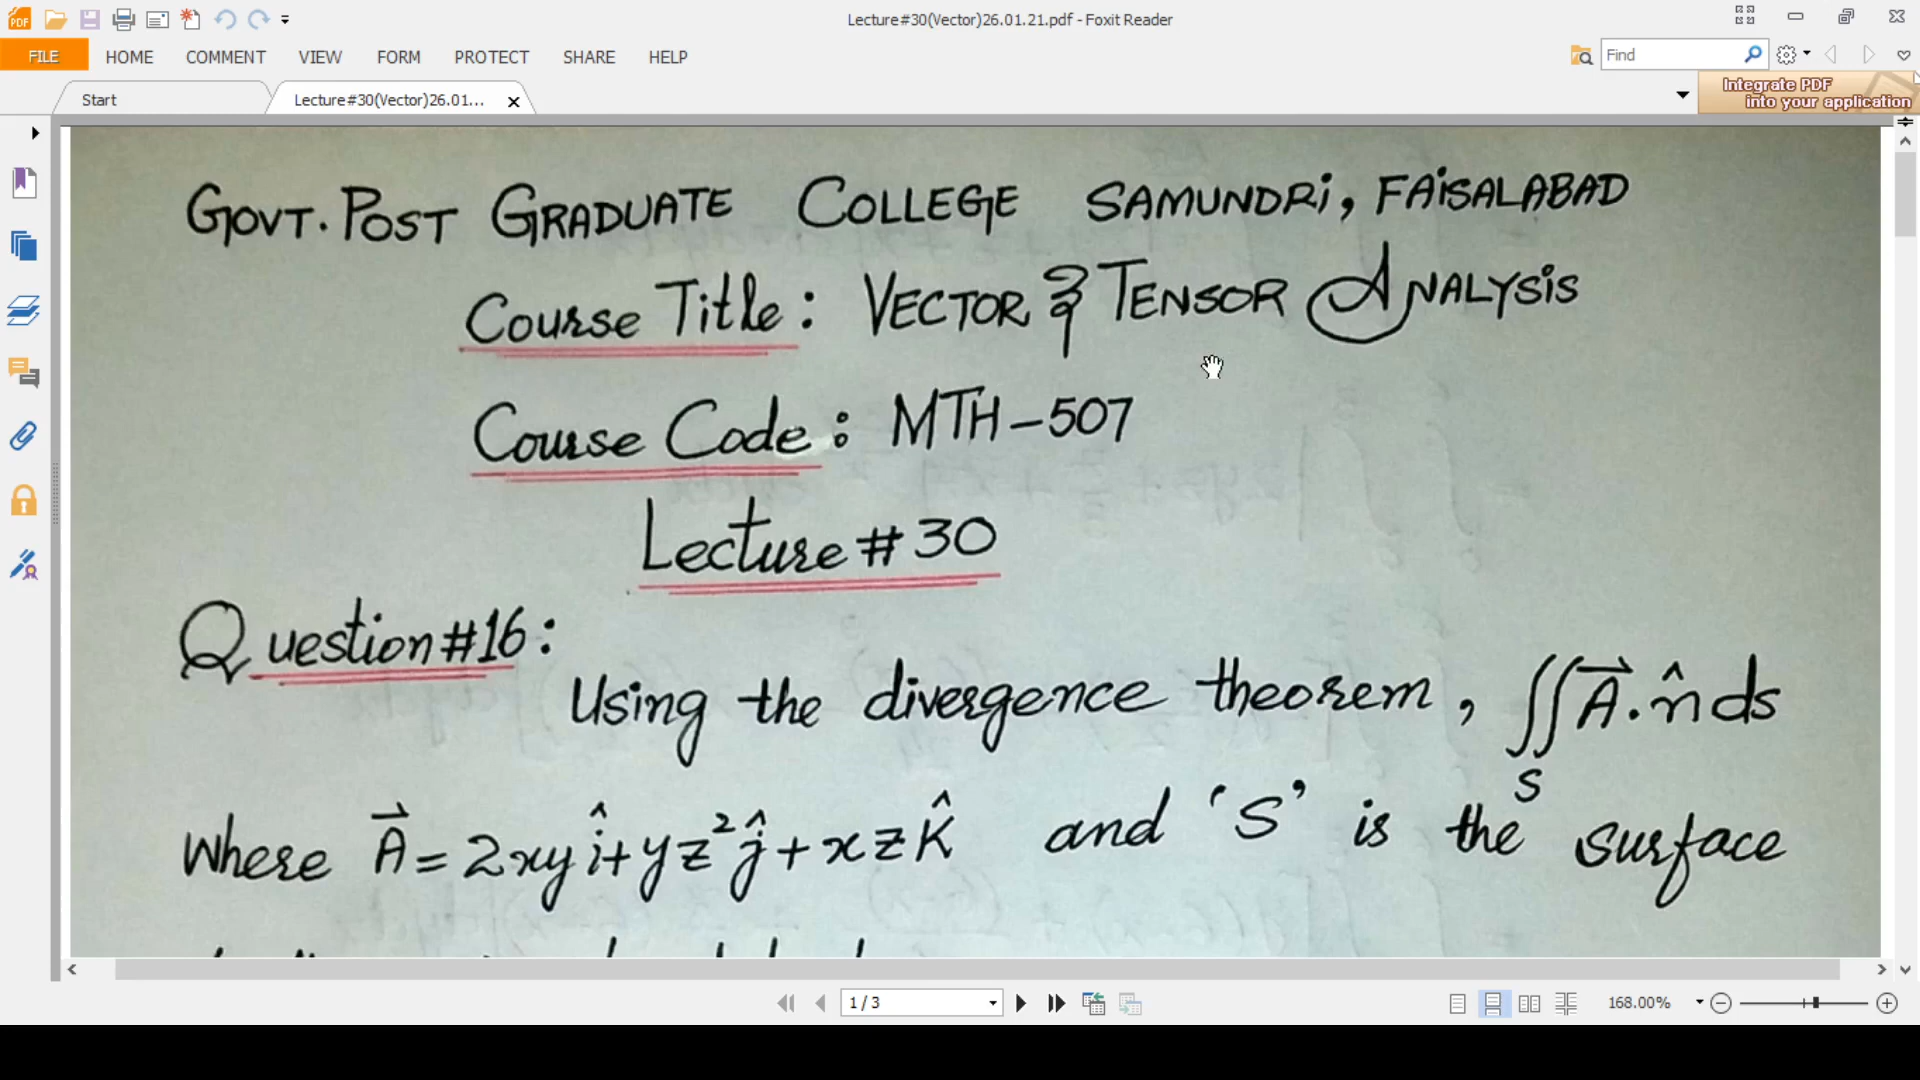 Lecture#30(Vector)26.01.21.pdf - Foxit Reader
FILE HOME COMMENT VIEW FORM PROTECT SHARE HELP Find
Start Lecture#30(Vector)26.01... Integrate PDF
into your application
GOVT. POST GRADUATE COLLEGE SAMUNDRi, FAiSALABAD
Course Title: VECTOR & TENSOR ANALYSiS
Course Code: MTH-507
Lecture # 30
Question#16:
Using the divergence theorem, ∬_S A⃗.n̂ ds
Where A⃗ = 2xy î + yz² ĵ + xz K̂ and 'S' is the surface
1 / 3 168.00%